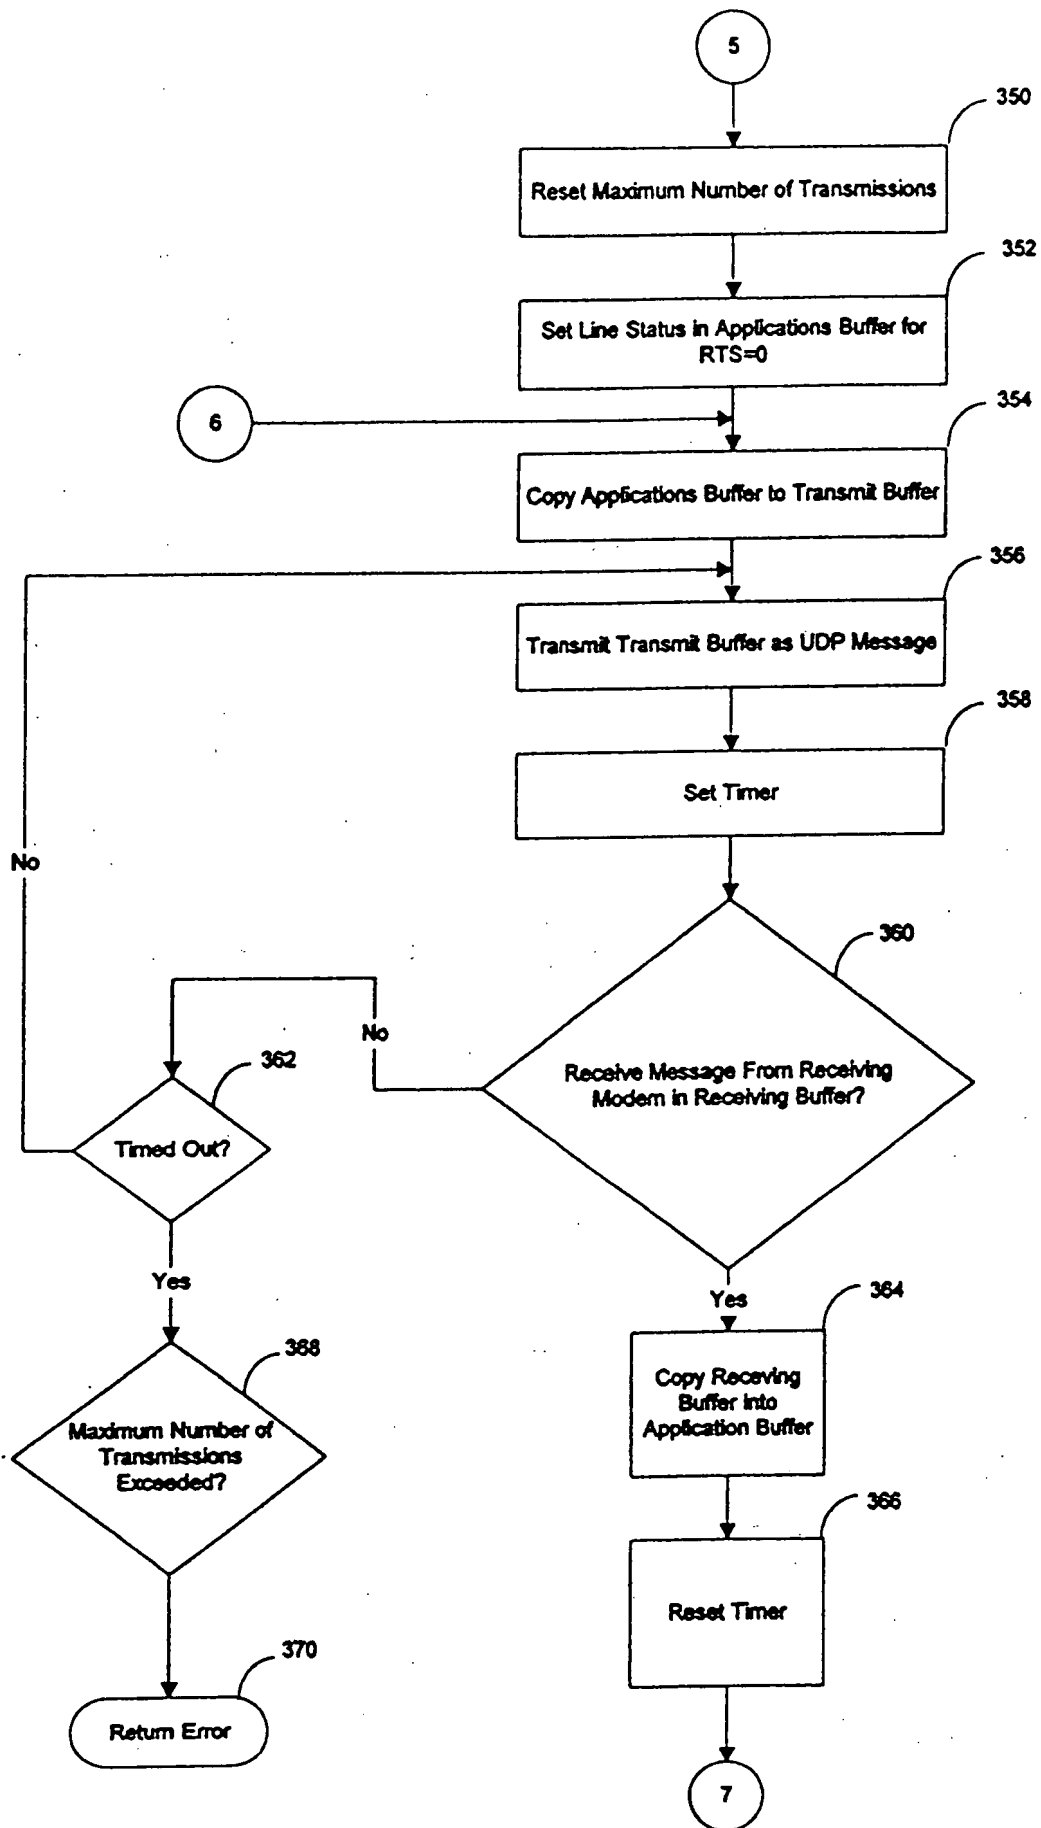 5
350
Reset Maximum Number of Transmissions
352
Set Line Status in Applications Buffer for
RTS=0
6
354
Copy Applications Buffer to Transmit Buffer
356
Transmit Transmit Buffer as UDP Message
358
Set Timer
No
360
Receive Message From Receiving
Modem in Receiving Buffer?
No
362
Timed Out?
Yes
Yes
364
Copy Receving
Buffer into
Application Buffer
368
Maximum Number of
Transmissions
Exceeded?
366
Reset Timer
370
Return Error
7